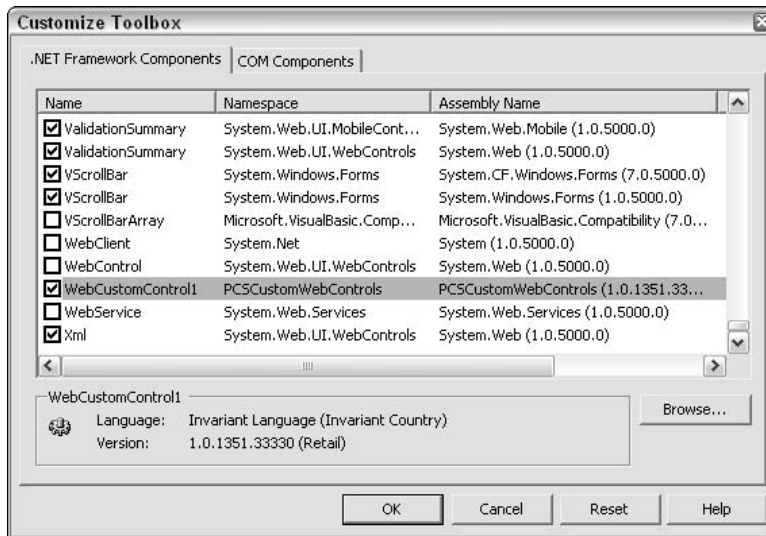 Customize Toolbox
.NET Framework Components COM Components
Name Namespace Assembly Name
ValidationSummary System.Web.UI.MobileCont... System.Web.Mobile (1.0.5000.0)
ValidationSummary System.Web.UI.WebControls System.Web (1.0.5000.0)
VScrollBar System.Windows.Forms System.CF.Windows.Forms (7.0.5000.0)
VScrollBar System.Windows.Forms System.Windows.Forms (1.0.5000.0)
VScrollBarArray Microsoft.VisualBasic.Comp... Microsoft.VisualBasic.Compatibility (7.0...
WebClient System.Net System (1.0.5000.0)
WebControl System.Web.UI.WebControls System.Web (1.0.5000.0)
WebCustomControl1 PCSCustomWebControls PCSCustomWebControls (1.0.1351.33...
WebService System.Web.Services System.Web.Services (1.0.5000.0)
Xml System.Web.UI.WebControls System.Web (1.0.5000.0)
WebCustomControl1
Browse...
Language: Invariant Language (Invariant Country)
Version: 1.0.1351.33330 (Retail)
OK Cancel Reset Help